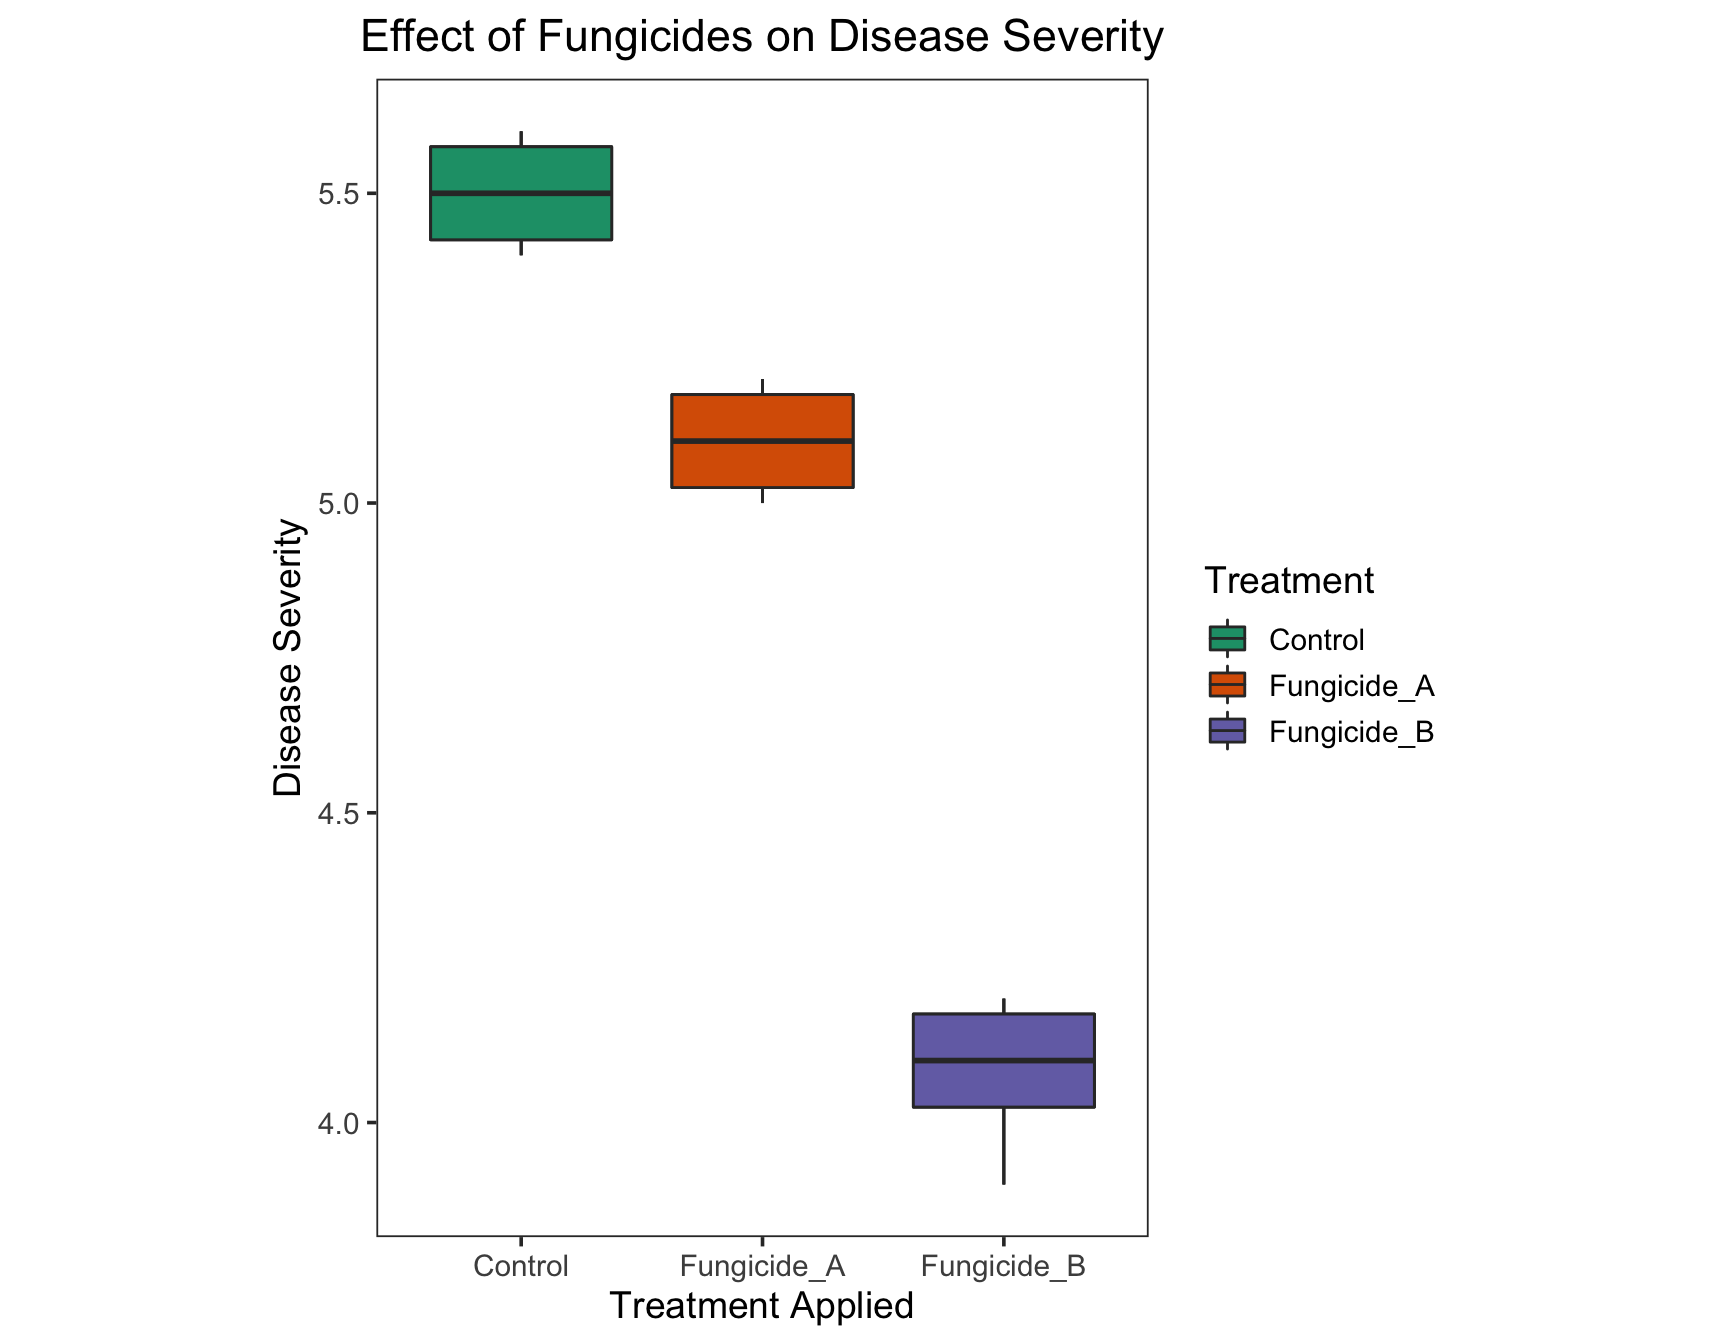 Effect of Fungicides on Disease Severity
Disease Severity
5.5
5.0
4.5
4.0
Control Fungicide_A Fungicide_B
Treatment Applied
Treatment
Control
Fungicide_A
Fungicide_B